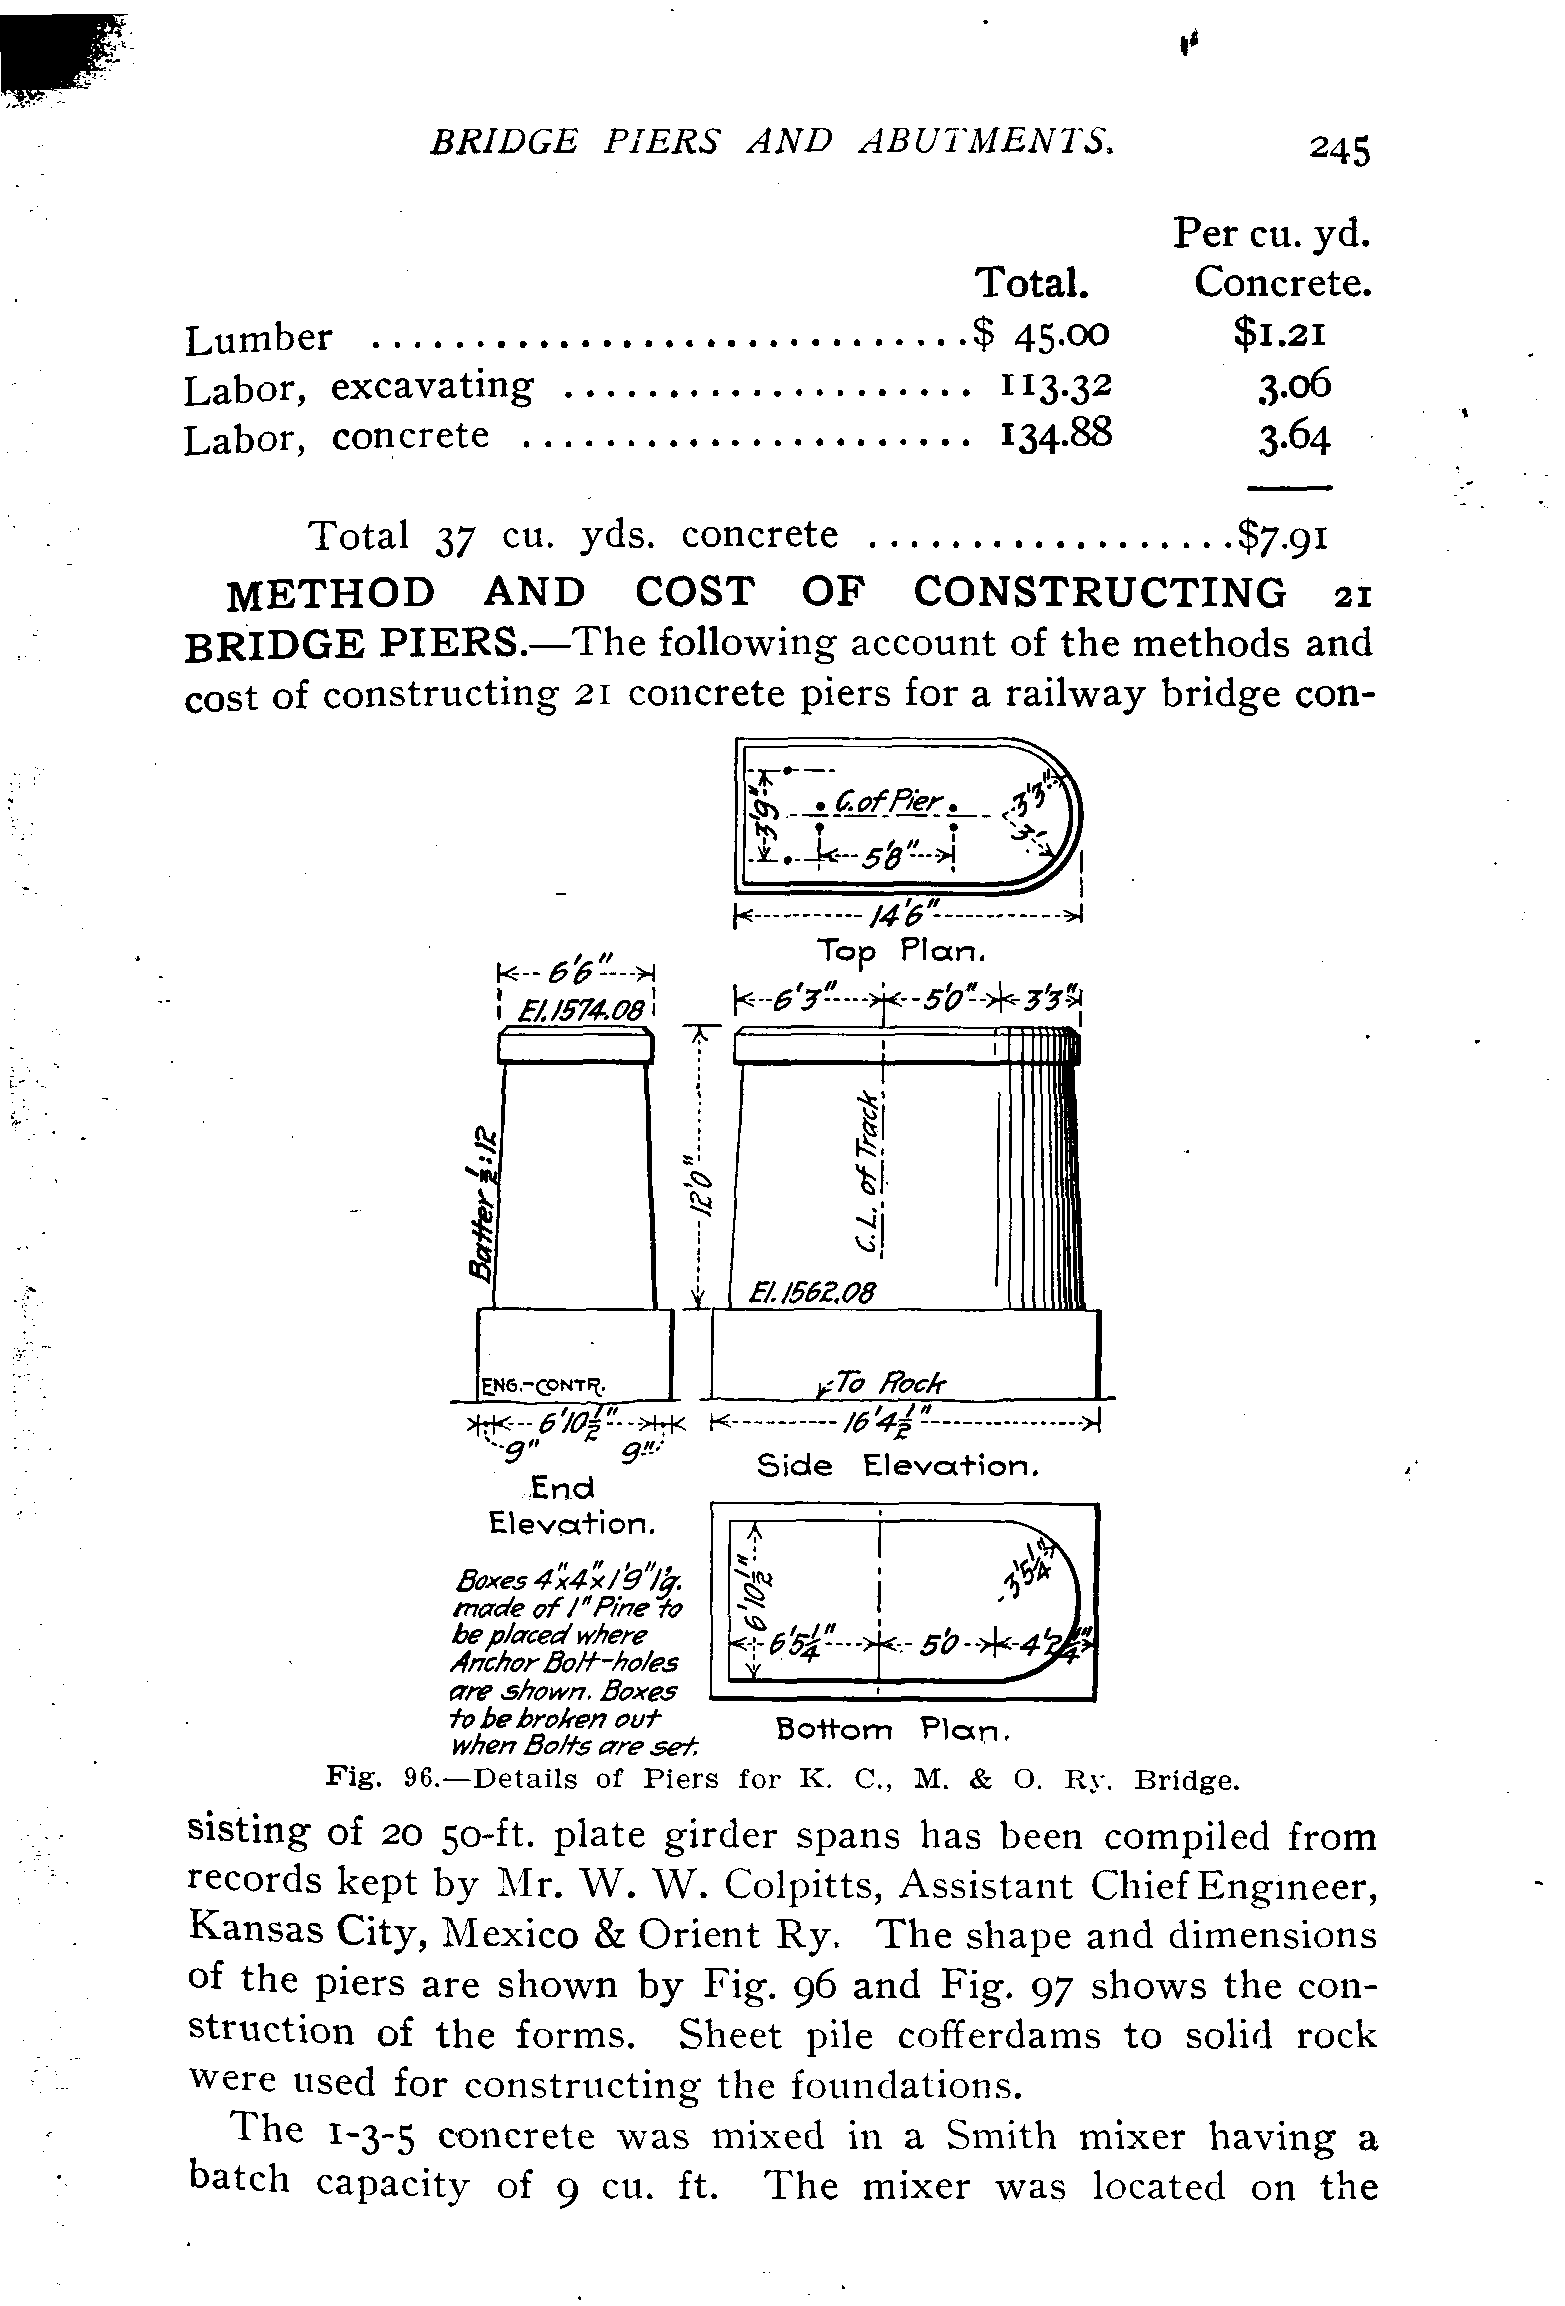 BRIDGE PIERS AND ABUTMENTS. 245
Per cu. yd.
Total. Concrete.
Lumber ............................. $ 45.00 $1.21
Labor, excavating .................... 113.32 3.06
Labor, concrete ...................... 134.88 3.64
Total 37 cu. yds. concrete .................. $7.91
METHOD AND COST OF CONSTRUCTING 21
BRIDGE PIERS.—The following account of the methods and
cost of constructing 21 concrete piers for a railway bridge con-
3'9"
C. of Pier
3'3"
3'-
5'8"
14'6"
Top Plan.
6'6"
El. 1574.08
6'3" 5'0" 3'3"
Batter 1/2:12
12'0"
C.L. of Track
El. 1562.08
ENG.-CONTR.
To Rock
6'10 1/2"
9" 9"
16'4 1/2"
End
Elevation.
Side Elevation.
Boxes 4"x4"x1'9"lg.
made of 1" Pine to
be placed where
Anchor Bolt-holes
are shown. Boxes
to be broken out
when Bolts are set.
6'10 1/2"
3'5 1/4"
6'5 1/4" 5'0 4'2 1/4"
Bottom Plan.
Fig. 96.—Details of Piers for K. C., M. & O. Ry. Bridge.
sisting of 20 50-ft. plate girder spans has been compiled from
records kept by Mr. W. W. Colpitts, Assistant Chief Engineer,
Kansas City, Mexico & Orient Ry. The shape and dimensions
of the piers are shown by Fig. 96 and Fig. 97 shows the con-
struction of the forms. Sheet pile cofferdams to solid rock
were used for constructing the foundations.
The 1-3-5 concrete was mixed in a Smith mixer having a
batch capacity of 9 cu. ft. The mixer was located on the